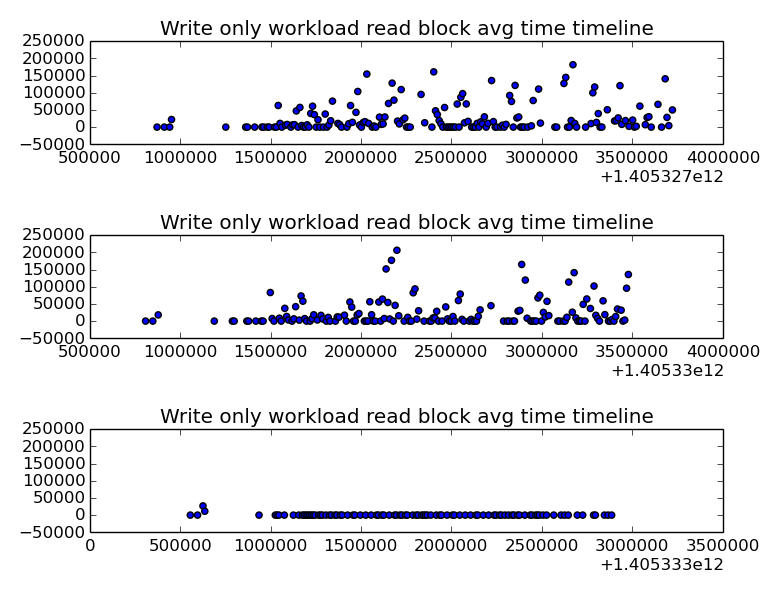 Write only workload read block avg time timeline
250000
200000
150000
100000
50000
0
−50000
500000 1000000 1500000 2000000 2500000 3000000 3500000 4000000
+1.405327e12
Write only workload read block avg time timeline
250000
200000
150000
100000
50000
0
−50000
500000 1000000 1500000 2000000 2500000 3000000 3500000 4000000
+1.40533e12
Write only workload read block avg time timeline
250000
200000
150000
100000
50000
0
−50000
0 500000 1000000 1500000 2000000 2500000 3000000 3500000
+1.405333e12